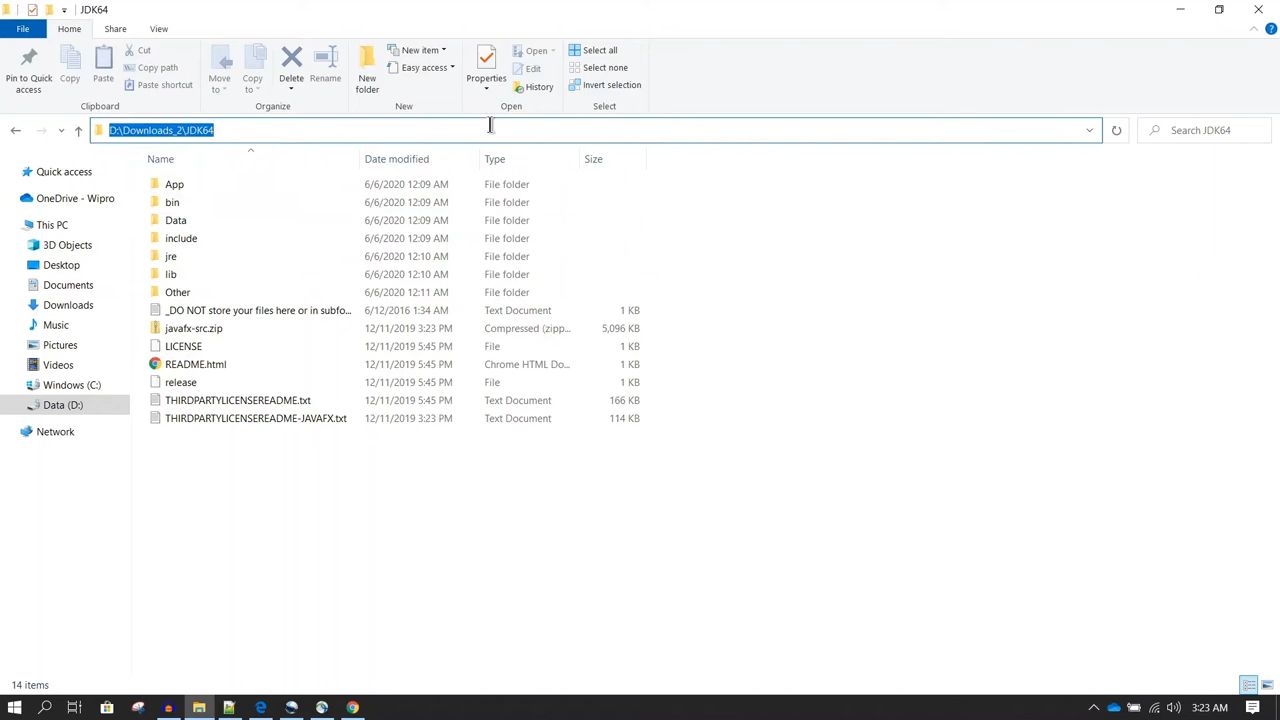 JDK64
File
Home
Share
View
Pin to Quick access
Copy
Paste
Cut
Copy path
Paste shortcut
Clipboard
Move to
Copy to
Delete
Rename
Organize
New folder
New item
Easy access
New
Properties
Open
Edit
History
Open
Select all
Select none
Invert selection
Select
D:\Downloads_2\JDK64
Search JDK64
Quick access
OneDrive - Wipro
This PC
3D Objects
Desktop
Documents
Downloads
Music
Pictures
Videos
Windows (C:)
Data (D:)
Network
Name Date modified Type Size
App 6/6/2020 12:09 AM File folder
bin 6/6/2020 12:09 AM File folder
Data 6/6/2020 12:09 AM File folder
include 6/6/2020 12:09 AM File folder
jre 6/6/2020 12:10 AM File folder
lib 6/6/2020 12:10 AM File folder
Other 6/6/2020 12:11 AM File folder
_DO NOT store your files here or in subfo... 6/12/2016 1:34 AM Text Document 1 KB
javafx-src.zip 12/11/2019 3:23 PM Compressed (zipp... 5,096 KB
LICENSE 12/11/2019 5:45 PM File 1 KB
README.html 12/11/2019 5:45 PM Chrome HTML Do... 1 KB
release 12/11/2019 5:45 PM File 1 KB
THIRDPARTYLICENSEREADME.txt 12/11/2019 5:45 PM Text Document 166 KB
THIRDPARTYLICENSEREADME-JAVAFX.txt 12/11/2019 3:23 PM Text Document 114 KB
14 items
3:23 AM